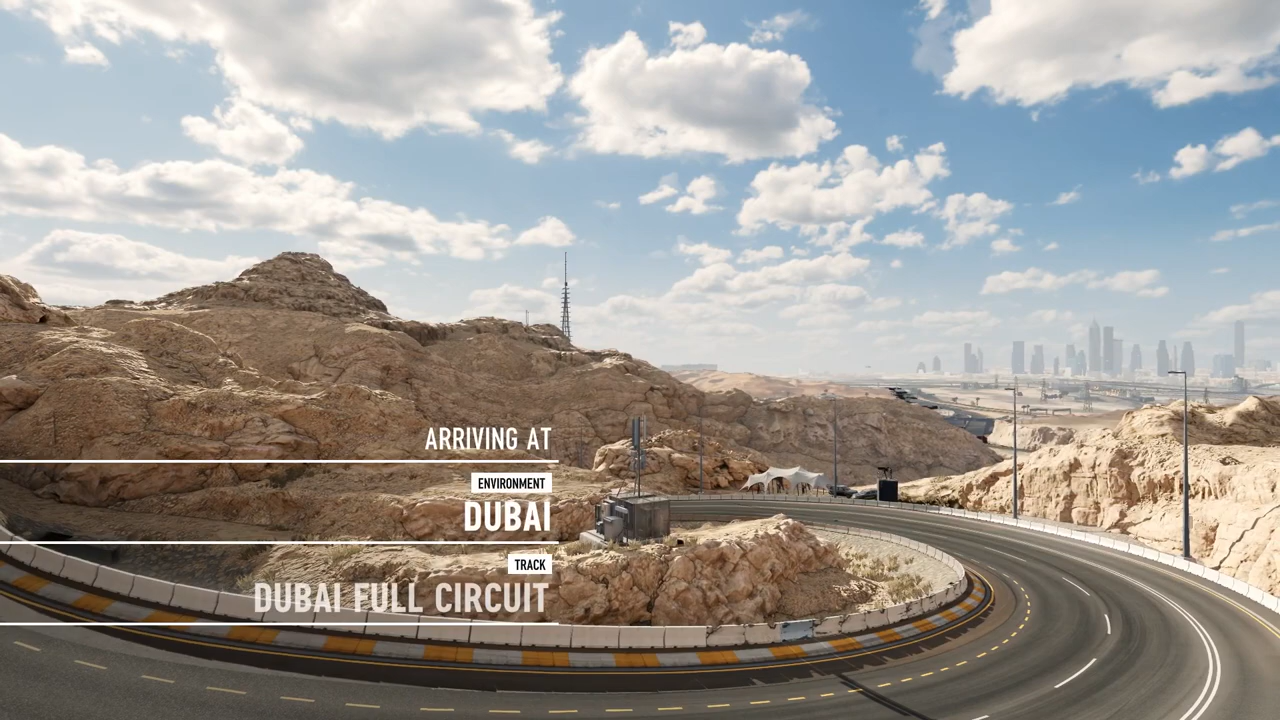 ARRIVING AT
ENVIRONMENT
DUBAI
TRACK
DUBAI FULL CIRCUIT